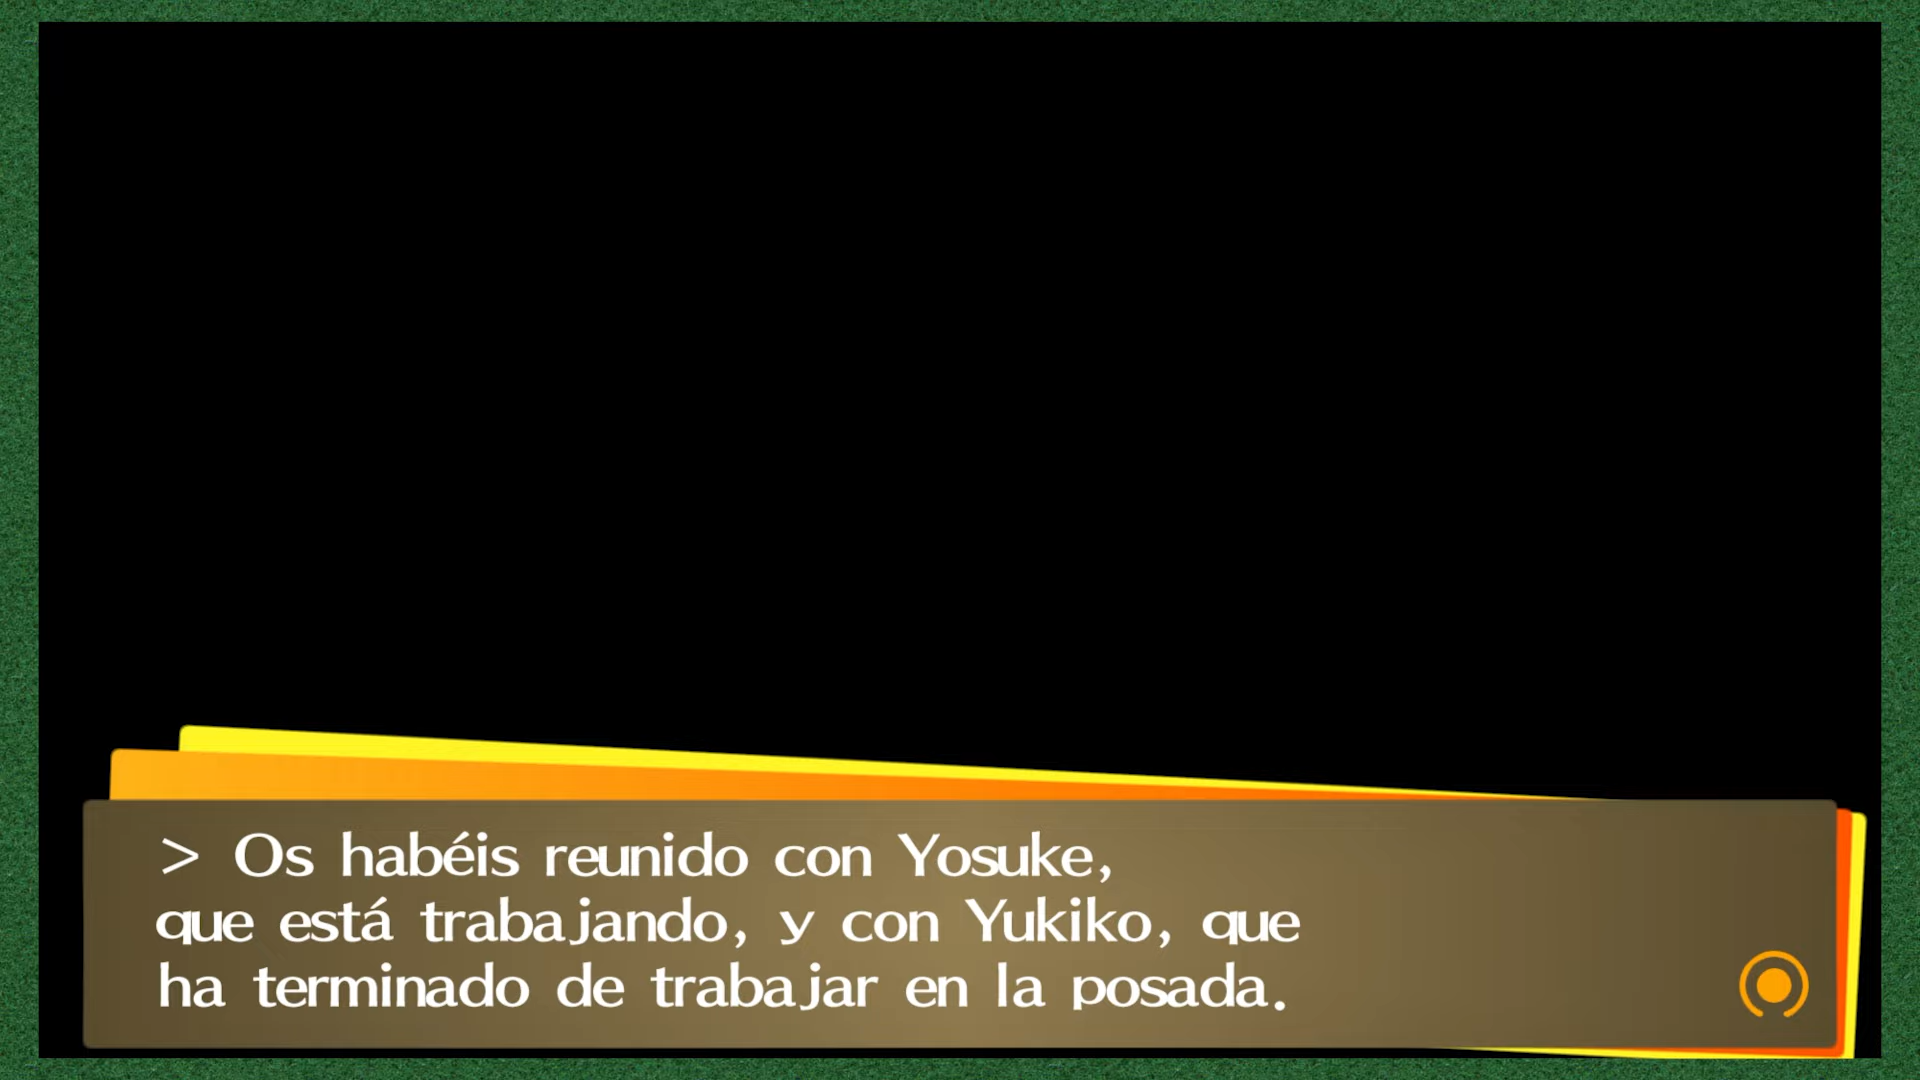 > Os habéis reunido con Yosuke,
que está trabajando, y con Yukiko, que
ha terminado de trabajar en la posada.